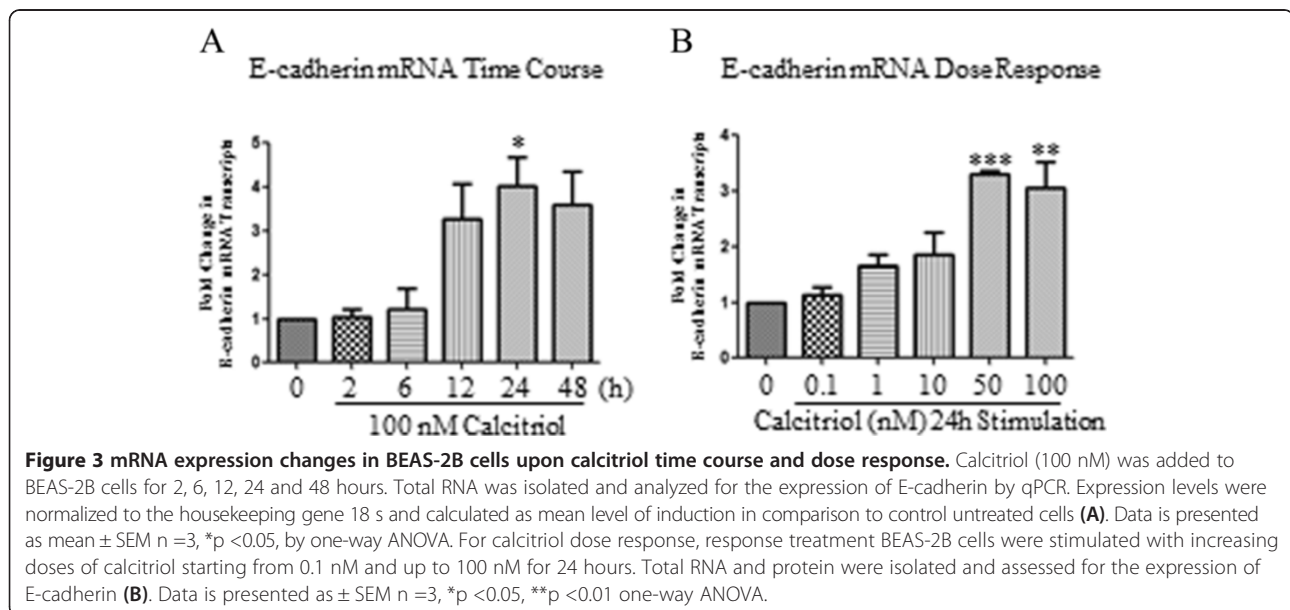 A
E-cadherin mRNA Time Course
Fold Change in
E-cadherin mRNA Transcripts
5
4
3
2
1
0
*
0 2 6 12 24 48 (h)
100 nM Calcitriol
B
E-cadherin mRNA Dose Response
Fold Change in
E-cadherin mRNA Transcripts
4
3
2
1
0
*** **
0 0.1 1 10 50 100
Calcitriol (nM) 24h Stimulation
Figure 3 mRNA expression changes in BEAS-2B cells upon calcitriol time course and dose response. Calcitriol (100 nM) was added to
BEAS-2B cells for 2, 6, 12, 24 and 48 hours. Total RNA was isolated and analyzed for the expression of E-cadherin by qPCR. Expression levels were
normalized to the housekeeping gene 18 s and calculated as mean level of induction in comparison to control untreated cells (A). Data is presented
as mean ± SEM n =3, *p <0.05, by one-way ANOVA. For calcitriol dose response, response treatment BEAS-2B cells were stimulated with increasing
doses of calcitriol starting from 0.1 nM and up to 100 nM for 24 hours. Total RNA and protein were isolated and assessed for the expression of
E-cadherin (B). Data is presented as ± SEM n =3, *p <0.05, **p <0.01 one-way ANOVA.